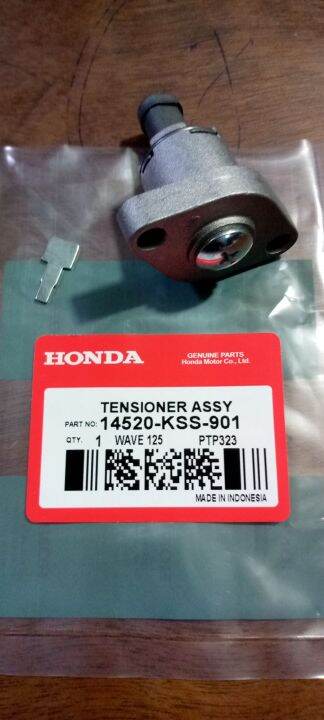 HONDA
GENUINE PARTS
Honda Motor Co., Ltd.
TENSIONER ASSY
PART NO: 14520-KSS-901
QTY. 1 WAVE 125 PTP323
MADE IN INDONESIA